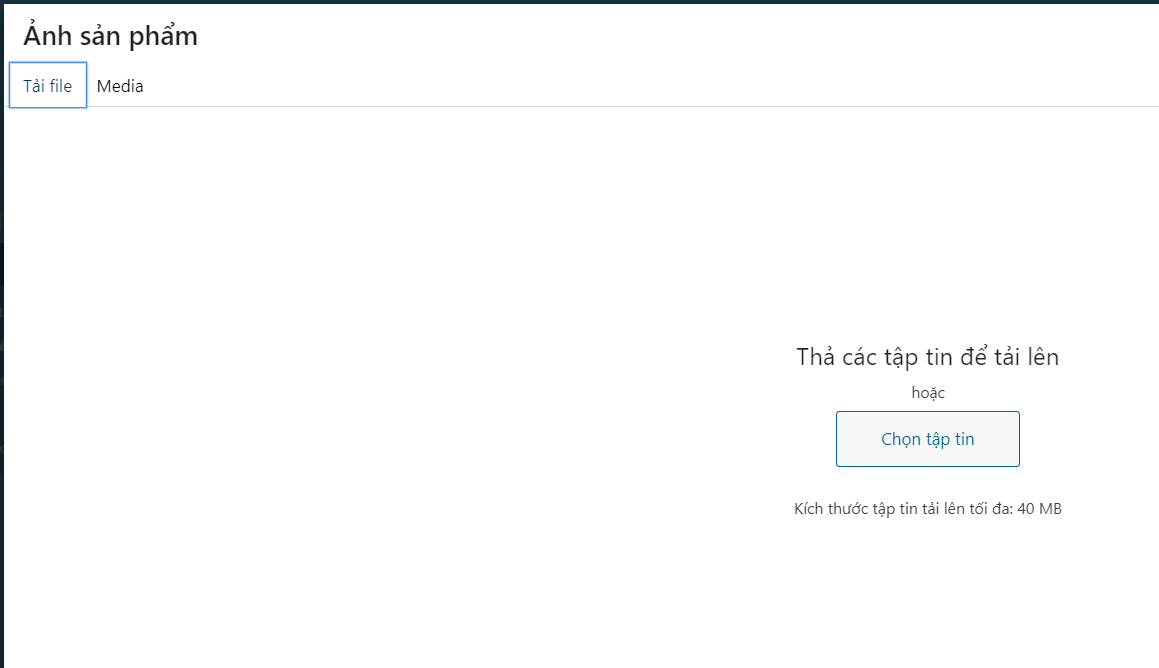 Ảnh sản phẩm
Tải file Media
Thả các tập tin để tải lên
hoặc
Chọn tập tin
Kích thước tập tin tải lên tối đa: 40 MB